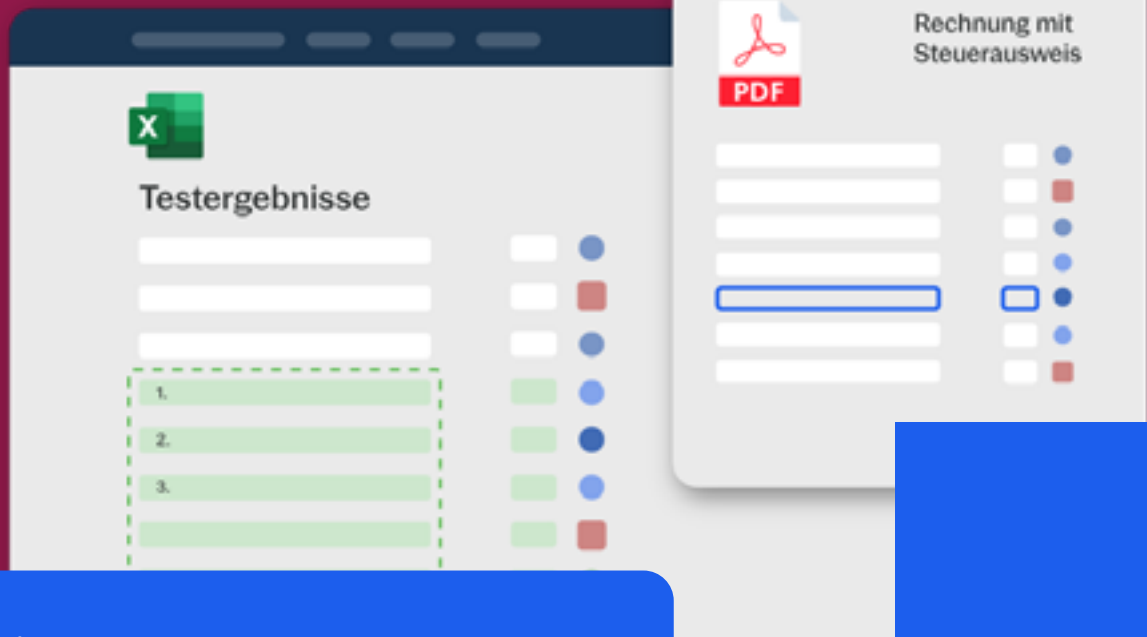 X
Testergebnisse
1.
2.
3.
PDF
Rechnung mit
Steuerausweis